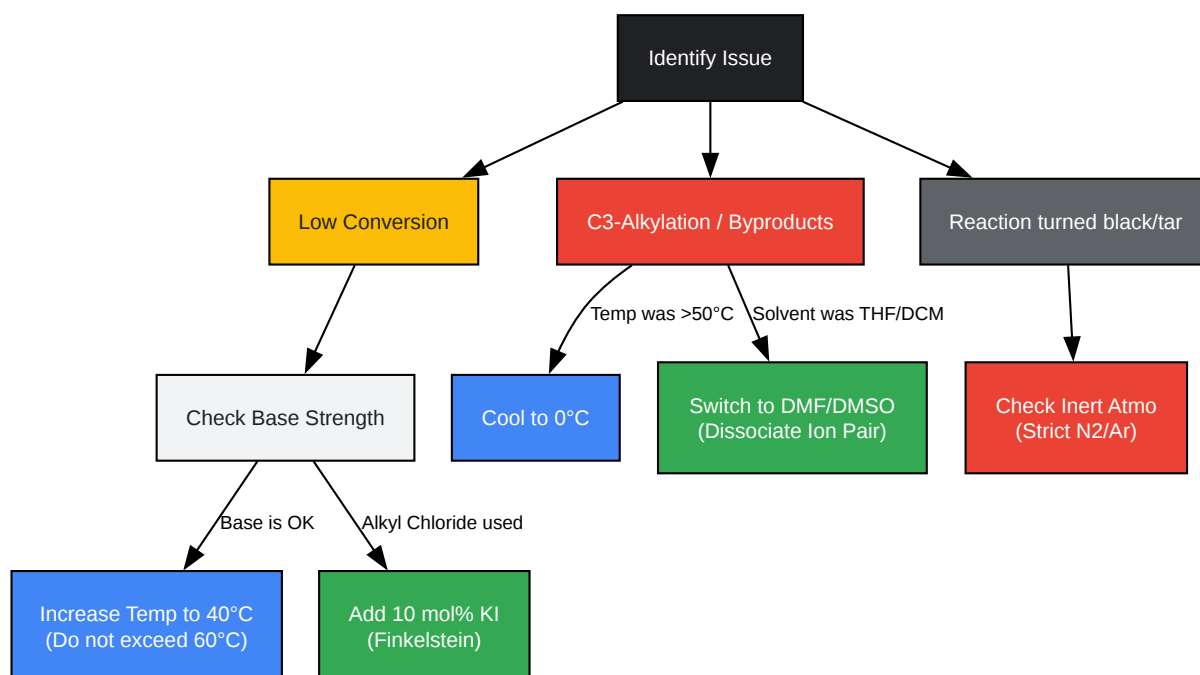 Identify Issue
Low Conversion
C3-Alkylation / Byproducts
Reaction turned black/tar
Temp was >50°C
Solvent was THF/DCM
Check Base Strength
Cool to 0°C
Switch to DMF/DMSO
(Dissociate Ion Pair)
Check Inert Atmo
(Strict N2/Ar)
Base is OK
Alkyl Chloride used
Increase Temp to 40°C
(Do not exceed 60°C)
Add 10 mol% KI
(Finkelstein)